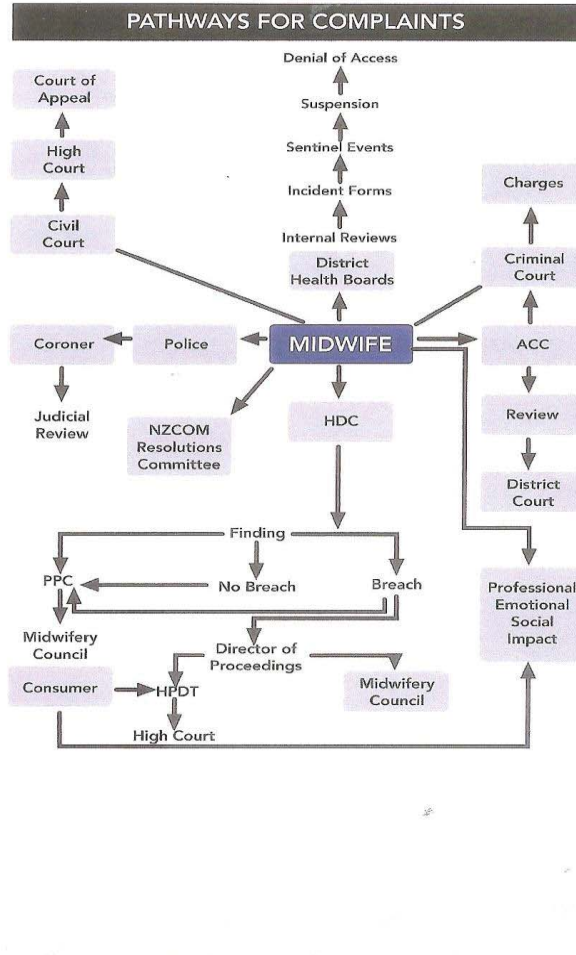 PATHWAYS FOR COMPLAINTS
Denial of Access
Suspension
Sentinel Events
Incident Forms
Internal Reviews
District
Health Boards
Court of
Appeal
High
Court
Civil
Court
Charges
Criminal
Court
Coroner
Police
MIDWIFE
ACC
Judicial
Review
NZCOM
Resolutions
Committee
HDC
Review
District
Court
Finding
PPC
No Breach
Breach
Professional
Emotional
Social
Impact
Midwifery
Council
Director of
Proceedings
Consumer
HPDT
Midwifery
Council
High Court